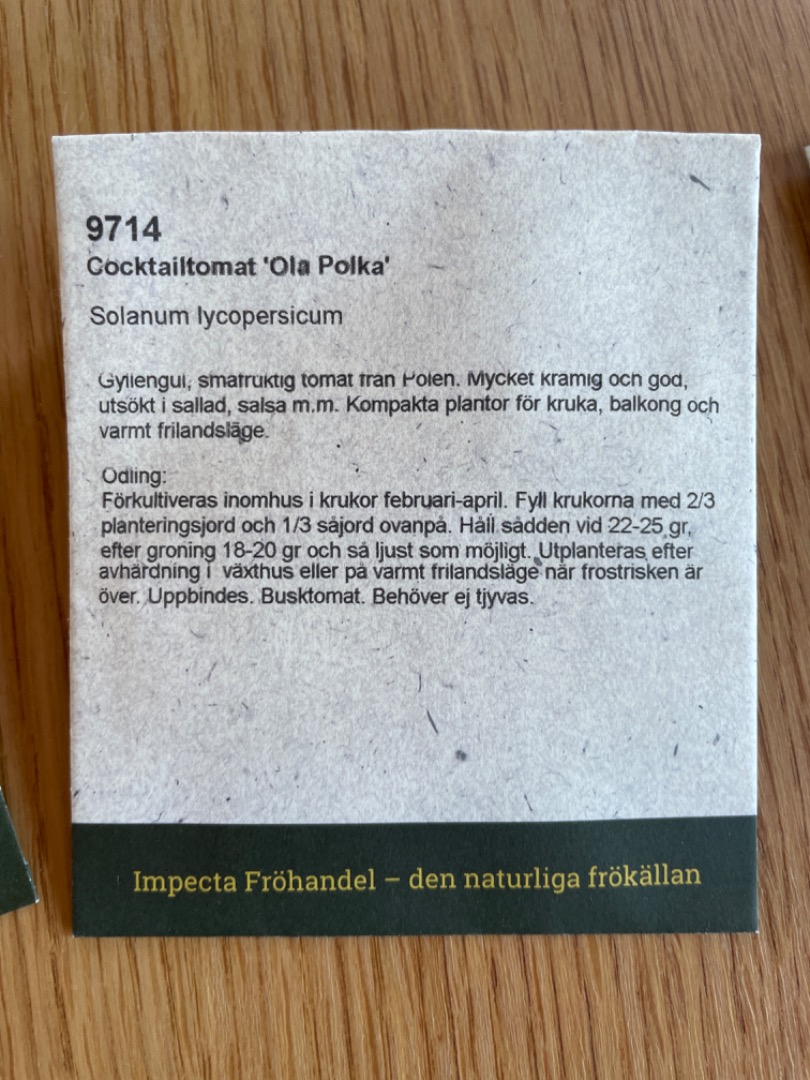 9714
Cocktailtomat 'Ola Polka'
Solanum lycopersicum
Gyllengul, småfruktig tomat från Polen. Mycket krämig och god,
utsökt i sallad, salsa m.m. Kompakta plantor för kruka, balkong och
varmt frilandsläge.
Odling:
Förkultiveras inomhus i krukor februari-april. Fyll krukorna med 2/3
planteringsjord och 1/3 såjord ovanpå. Håll sådden vid 22-25 gr,
efter groning 18-20 gr och så ljust som möjligt. Utplanteras efter
avhärdning i  växthus eller på varmt frilandsläge när frostrisken är
över. Uppbindes. Busktomat. Behöver ej tjyvas.
Impecta Fröhandel – den naturliga frökällan